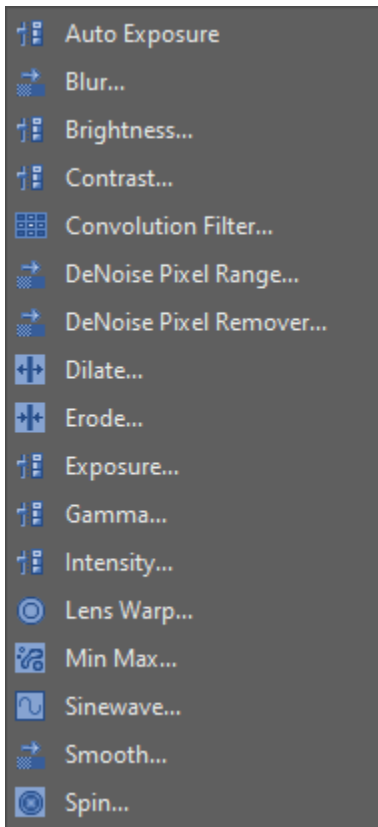 Auto Exposure
Blur...
Brightness...
Contrast...
Convolution Filter...
DeNoise Pixel Range...
DeNoise Pixel Remover...
Dilate...
Erode...
Exposure...
Gamma...
Intensity...
Lens Warp...
Min Max...
Sinewave...
Smooth...
Spin...